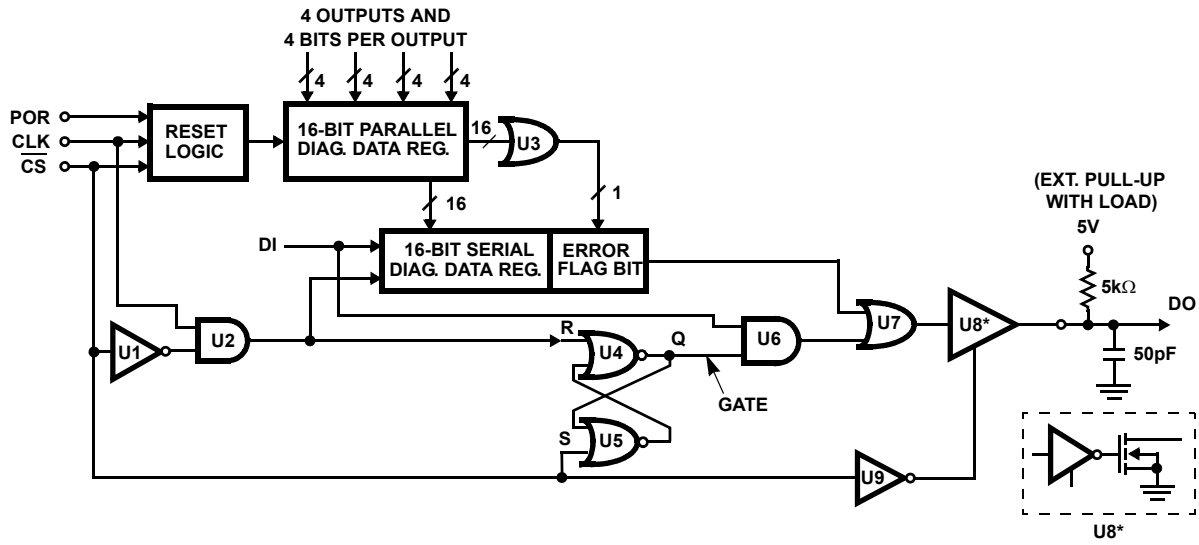 4 OUTPUTS AND
4 BITS PER OUTPUT
4 4 4 4
POR
CLK
CS
RESET
LOGIC
16-BIT PARALLEL
DIAG. DATA REG.
16
U3
16
1
DI
16-BIT SERIAL
DIAG. DATA REG.
ERROR
FLAG BIT
(EXT. PULL-UP
WITH LOAD)
5V
5kΩ
DO
50pF
U1
U2
R
U4
Q
U6
U7
U8*
GATE
S
U5
U9
U8*